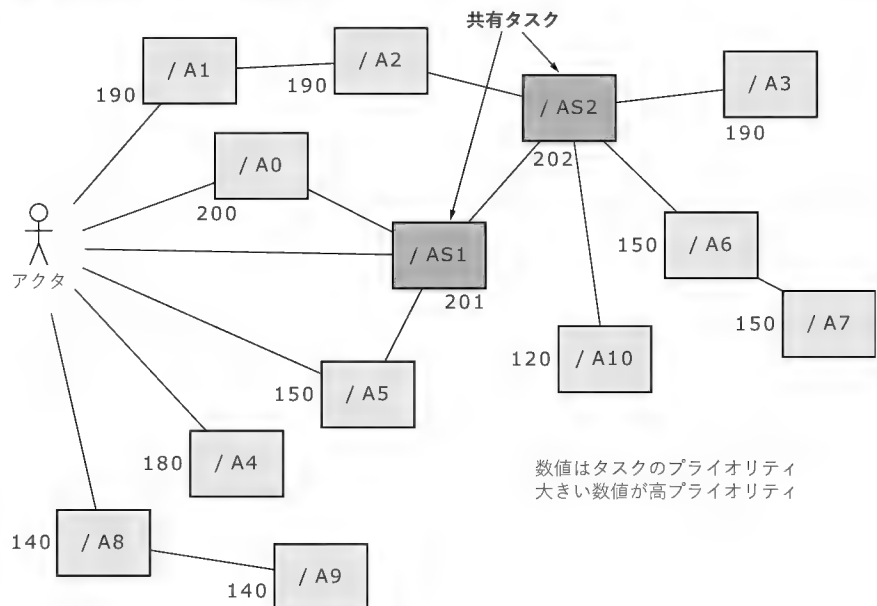 共有タスク
/ A1
190
/ A2
190
/ AS2
202
/ A3
190
/ A0
200
/ AS1
201
アクタ
150
/ A6
150
/ A7
120
/ A10
150
/ A5
180
/ A4
数値はタスクのプライオリティ
大きい数値が高プライオリティ
140
/ A8
140
/ A9